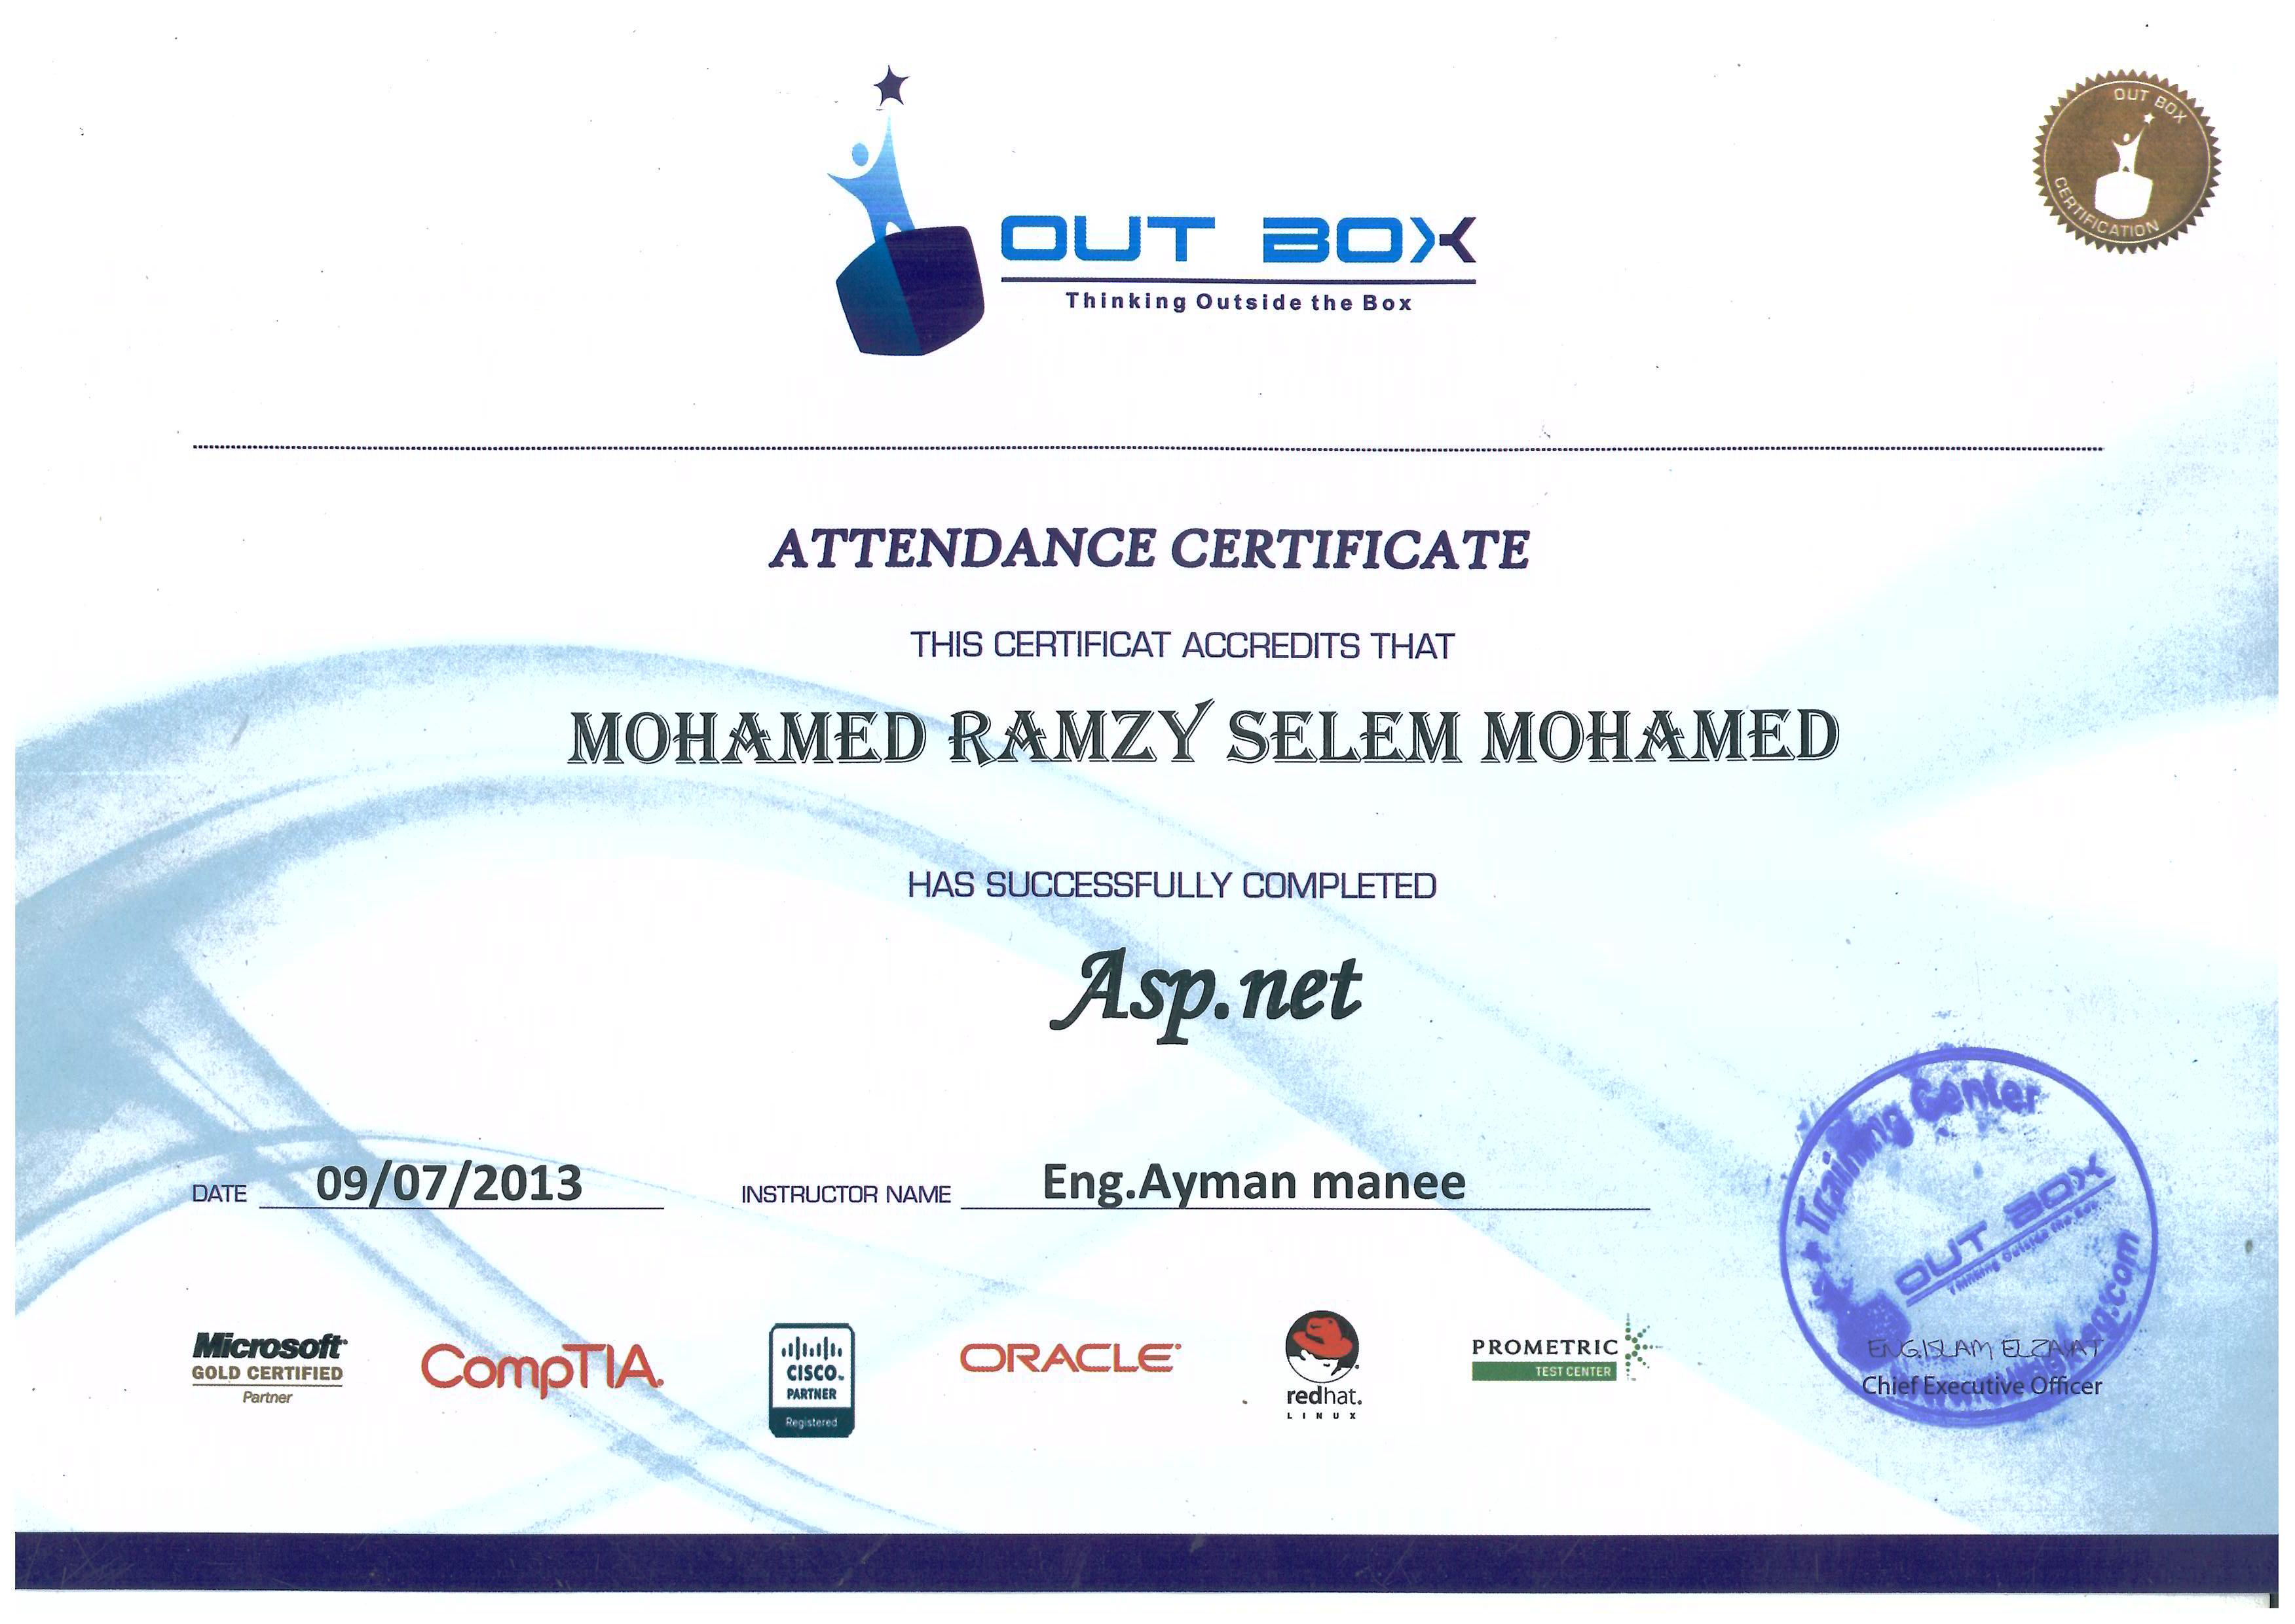 OUT BOX
Thinking Outside the Box
OUT BOX
CERTIFICATION
ATTENDANCE CERTIFICATE
THIS CERTIFICAT ACCREDITS THAT
MOHAMED RAMZY SELEM MOHAMED
HAS SUCCESSFULLY COMPLETED
Asp.net
DATE 09/07/2013 INSTRUCTOR NAME Eng.Ayman manee
Training Center
OUT BOX
Thinking Outside the Box
Microsoft
GOLD CERTIFIED
Partner
CompTIA
CISCO
PARTNER
Registered
ORACLE
redhat.
LINUX
PROMETRIC
TEST CENTER
ENG.ISLAM ELZAYAT
Chief Executive Officer